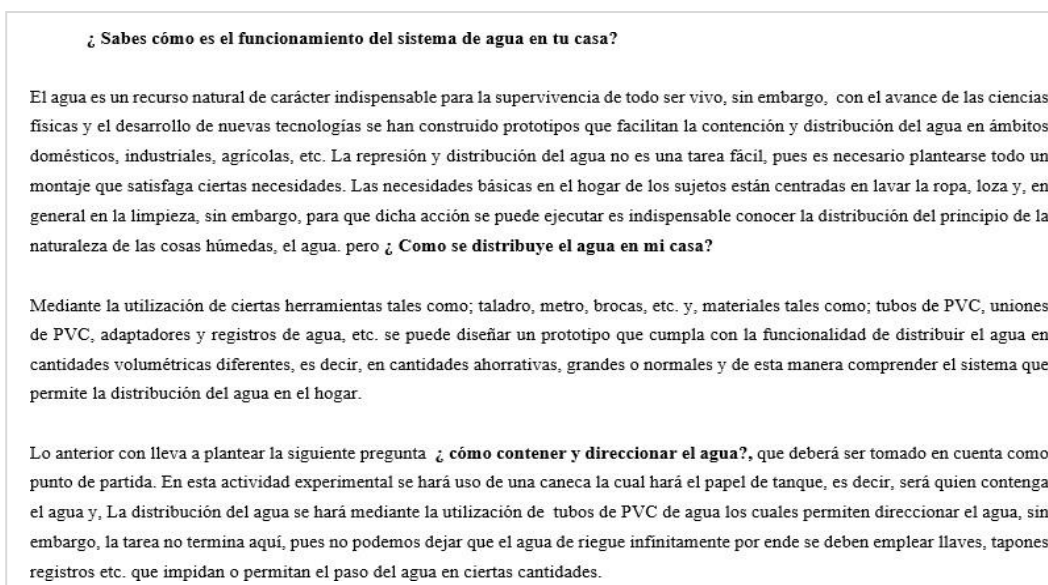 ¿ Sabes cómo es el funcionamiento del sistema de agua en tu casa?
El agua es un recurso natural de carácter indispensable para la supervivencia de todo ser vivo, sin embargo,  con el avance de las ciencias
físicas y el desarrollo de nuevas tecnologías se han construido prototipos que facilitan la contención y distribución del agua en ámbitos
domésticos, industriales, agrícolas, etc. La represión y distribución del agua no es una tarea fácil, pues es necesario plantearse todo un
montaje que satisfaga ciertas necesidades. Las necesidades básicas en el hogar de los sujetos están centradas en lavar la ropa, loza y, en
general en la limpieza, sin embargo, para que dicha acción se puede ejecutar es indispensable conocer la distribución del principio de la
naturaleza de las cosas húmedas, el agua. pero ¿ Como se distribuye el agua en mi casa?
Mediante la utilización de ciertas herramientas tales como; taladro, metro, brocas, etc. y, materiales tales como; tubos de PVC, uniones
de PVC, adaptadores y registros de agua, etc. se puede diseñar un prototipo que cumpla con la funcionalidad de distribuir el agua en
cantidades volumétricas diferentes, es decir, en cantidades ahorrativas, grandes o normales y de esta manera comprender el sistema que
permite la distribución del agua en el hogar.
Lo anterior con lleva a plantear la siguiente pregunta  ¿ cómo contener y direccionar el agua?, que deberá ser tomado en cuenta como
punto de partida. En esta actividad experimental se hará uso de una caneca la cual hará el papel de tanque, es decir, será quien contenga
el agua y, La distribución del agua se hará mediante la utilización de  tubos de PVC de agua los cuales permiten direccionar el agua, sin
embargo, la tarea no termina aquí, pues no podemos dejar que el agua de riegue infinitamente por ende se deben emplear llaves, tapones
registros etc. que impidan o permitan el paso del agua en ciertas cantidades.